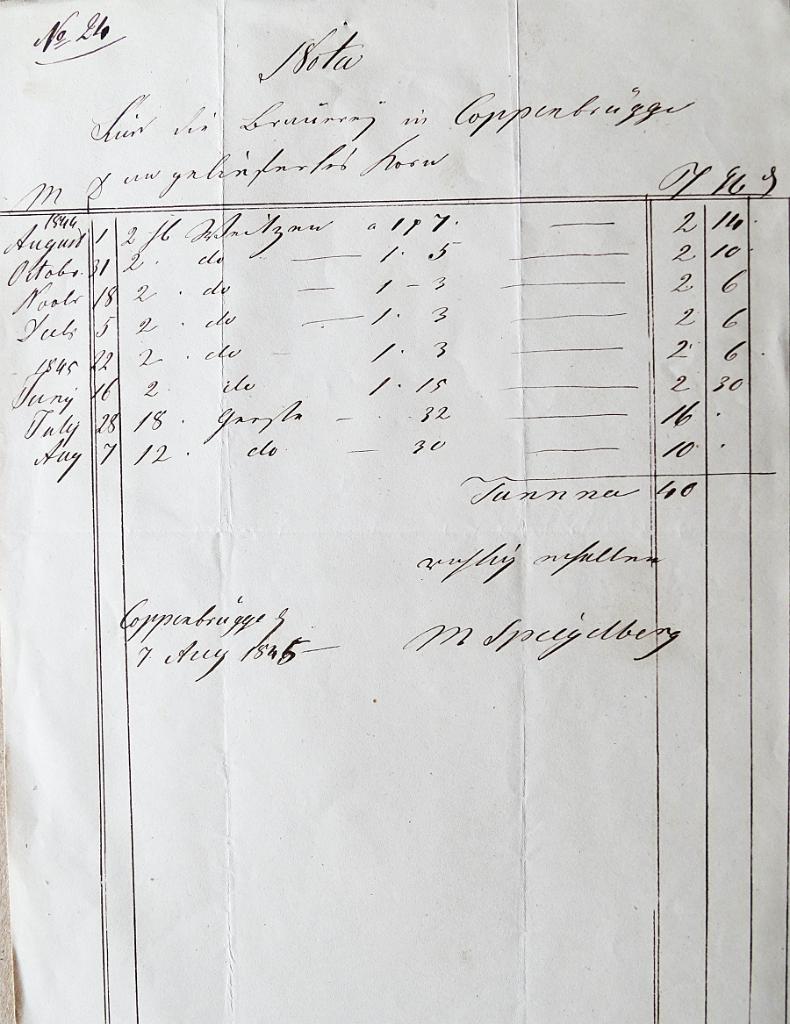 No 24
Nota
Für die Brauerey in Coppenbrügge
an geliefertes Korn
1844
August 1 2 Weitzen a 1 7. 2 14
Octobr. 31 2. do 1. 5 2 10
Novbr 18 2. do 1 - 3 2 6
5 2. do 1. 3 2 6
1845 22 2. do 1. 3 2 6
Juny 16 2 do 1. 15 2 30
July 28 18. Gerste 32 16
Aug 7 12. do 30 10
Summa 40
richtig erhalten
Coppenbrügge d
7 Aug 1845
M Spiegelberg